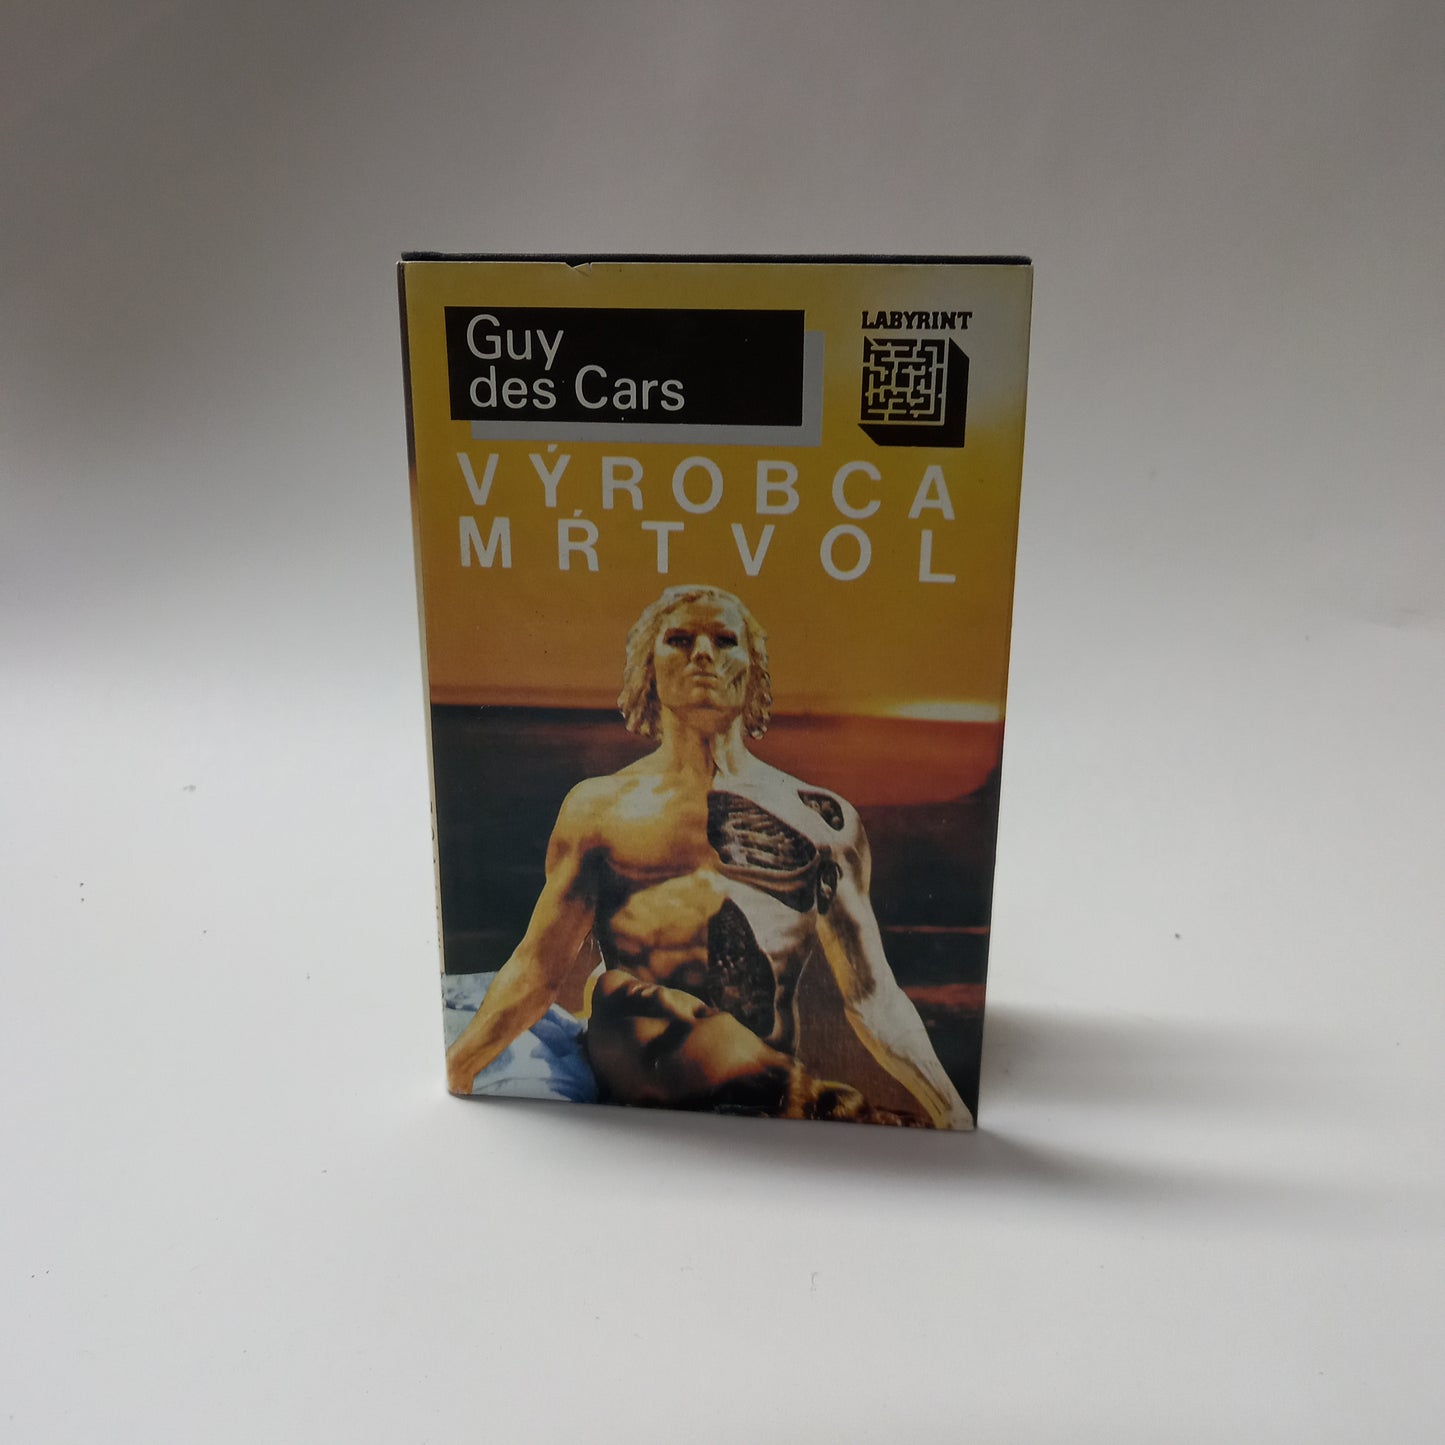 Guy
des Cars
LABYRINT
VÝROBCA
MŔTVOL